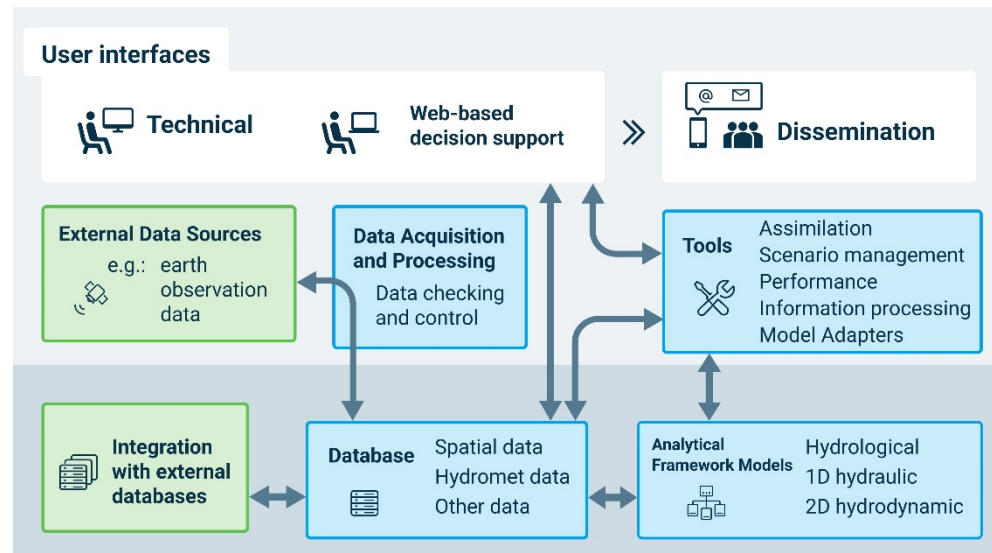 User interfaces
Technical
Web-based
decision support
@
Dissemination
External Data Sources
e.g.: earth
observation
data
Data Acquisition
and Processing
Data checking
and control
Tools
Assimilation
Scenario management
Performance
Information processing
Model Adapters
Integration
with external
databases
Database
Spatial data
Hydromet data
Other data
Analytical
Framework Models
Hydrological
1D hydraulic
2D hydrodynamic